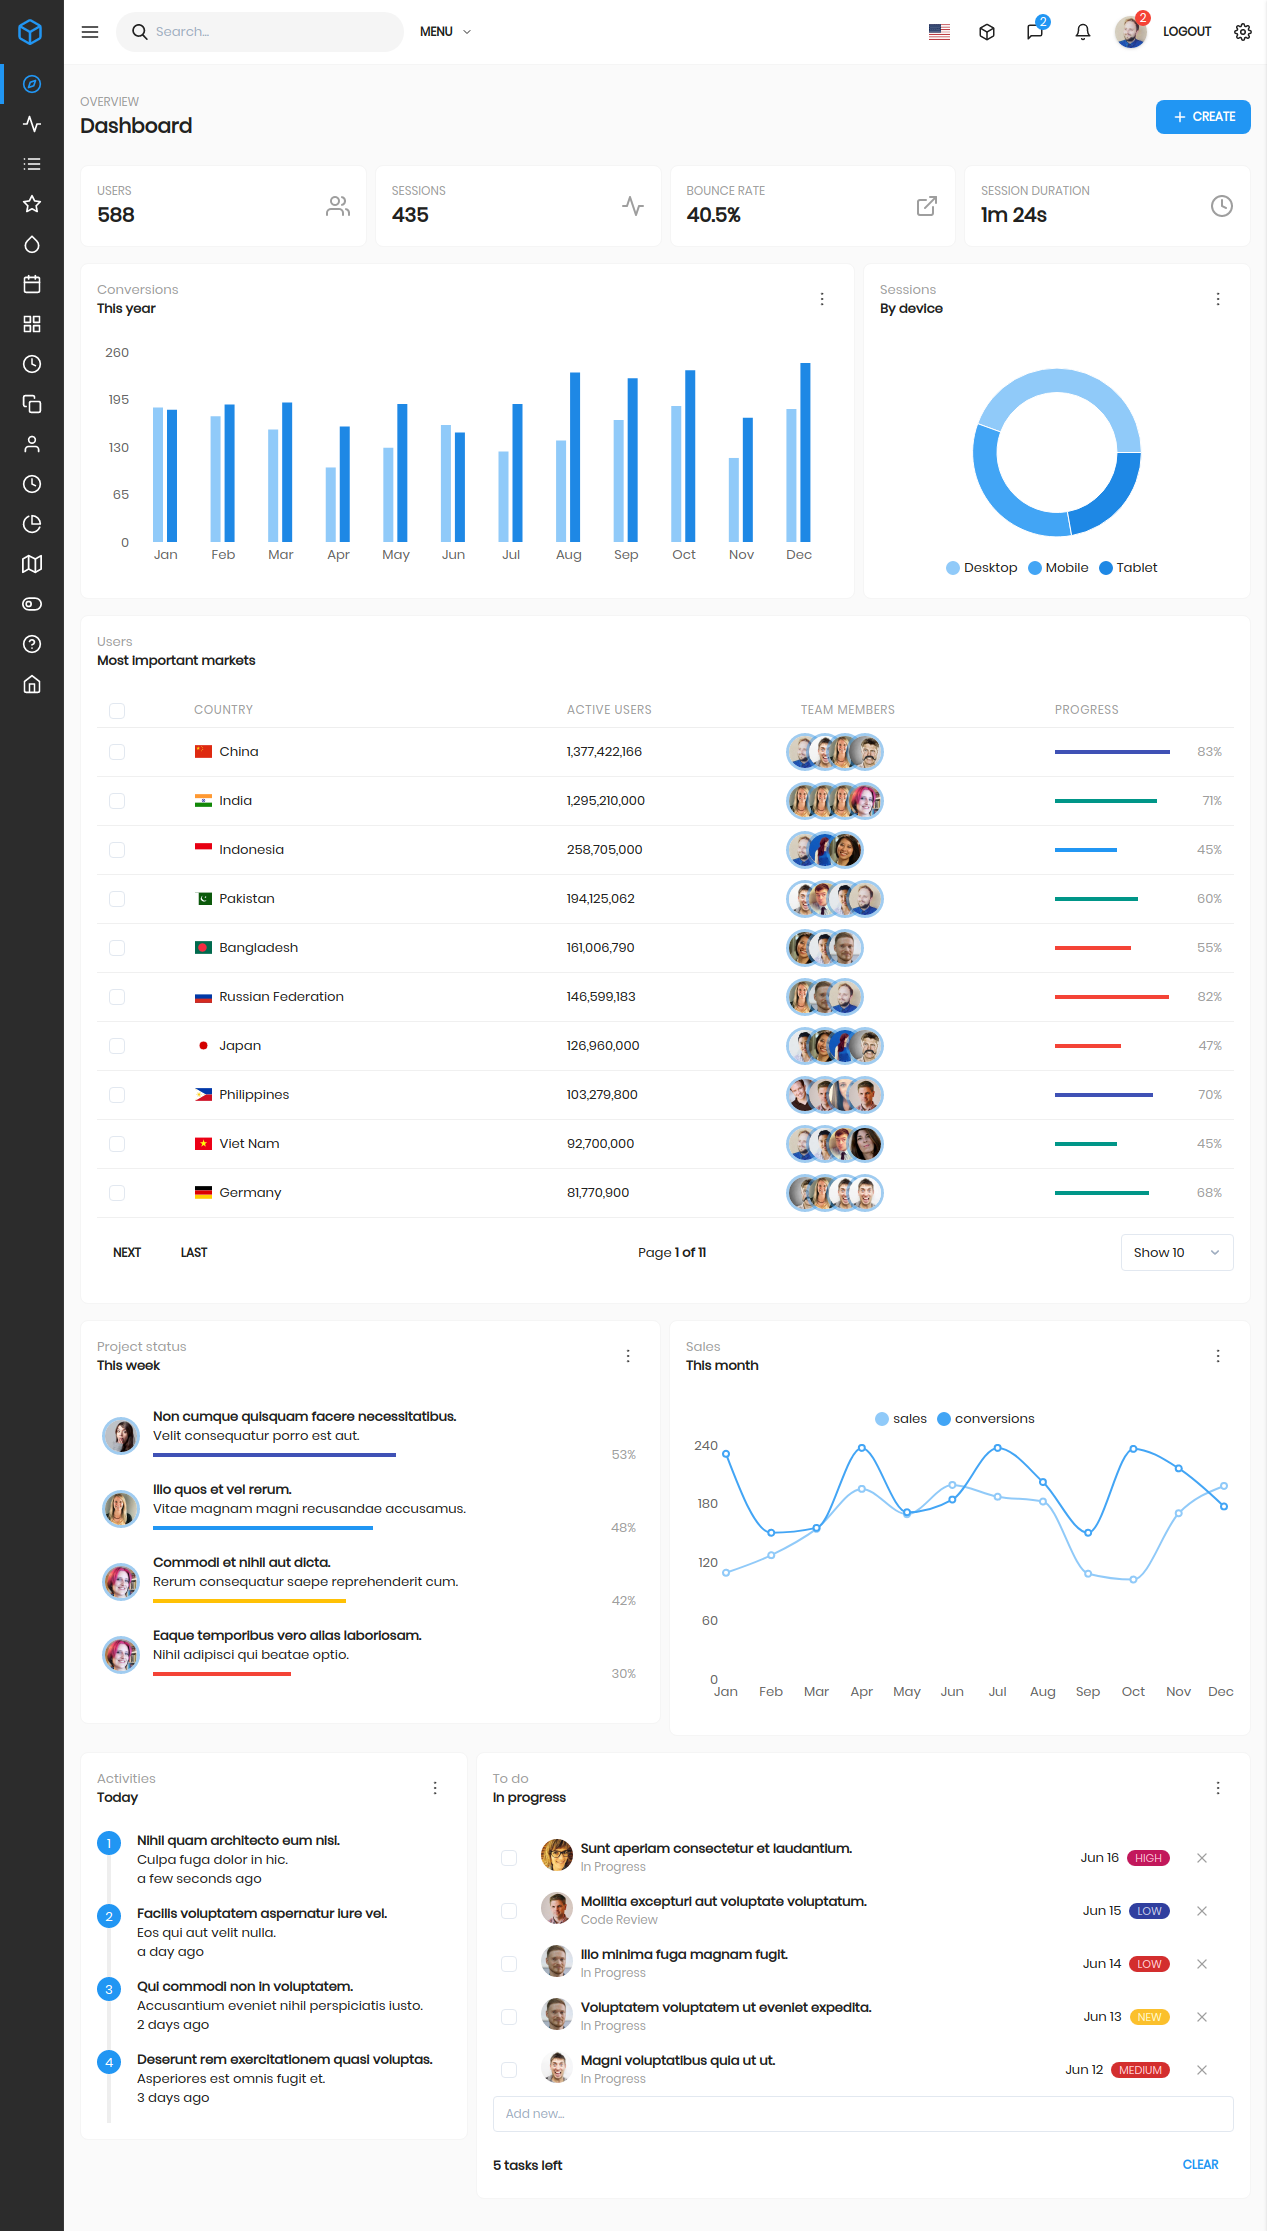 Search...
MENU
2
2
LOGOUT
OVERVIEW
Dashboard
CREATE
USERS
588
SESSIONS
435
BOUNCE RATE
40.5%
SESSION DURATION
1m 24s
Conversions
This year
260
195
130
65
0
Jan Feb Mar Apr May Jun Jul Aug Sep Oct Nov Dec
Sessions
By device
Desktop Mobile Tablet
Users
Most important markets
COUNTRY ACTIVE USERS TEAM MEMBERS PROGRESS
China 1,377,422,166 83%
India 1,295,210,000 71%
Indonesia 258,705,000 45%
Pakistan 194,125,062 60%
Bangladesh 161,006,790 55%
Russian Federation 146,599,183 82%
Japan 126,960,000 47%
Philippines 103,279,800 70%
Viet Nam 92,700,000 45%
Germany 81,770,900 68%
NEXT LAST Page 1 of 11 Show 10
Project status
This week
Non cumque quisquam facere necessitatibus.
Velit consequatur porro est aut.
53%
Illo quos et vel rerum.
Vitae magnam magni recusandae accusamus.
48%
Commodi et nihil aut dicta.
Rerum consequatur saepe reprehenderit cum.
42%
Eaque temporibus vero alias laboriosam.
Nihil adipisci qui beatae optio.
30%
Sales
This month
sales conversions
240
180
120
60
0
Jan Feb Mar Apr May Jun Jul Aug Sep Oct Nov Dec
Activities
Today
1
Nihil quam architecto eum nisi.
Culpa fuga dolor in hic.
a few seconds ago
2
Facilis voluptatem aspernatur iure vel.
Eos qui aut velit nulla.
a day ago
3
Qui commodi non in voluptatem.
Accusantium eveniet nihil perspiciatis iusto.
2 days ago
4
Deserunt rem exercitationem quasi voluptas.
Asperiores est omnis fugit et.
3 days ago
To do
In progress
Sunt aperiam consectetur et laudantium.
In Progress
Jun 16 HIGH
Mollitia excepturi aut voluptate voluptatum.
Code Review
Jun 15 LOW
Illo minima fuga magnam fugit.
In Progress
Jun 14 LOW
Voluptatem voluptatem ut eveniet expedita.
In Progress
Jun 13 NEW
Magni voluptatibus quia ut ut.
In Progress
Jun 12 MEDIUM
Add new...
5 tasks left
CLEAR